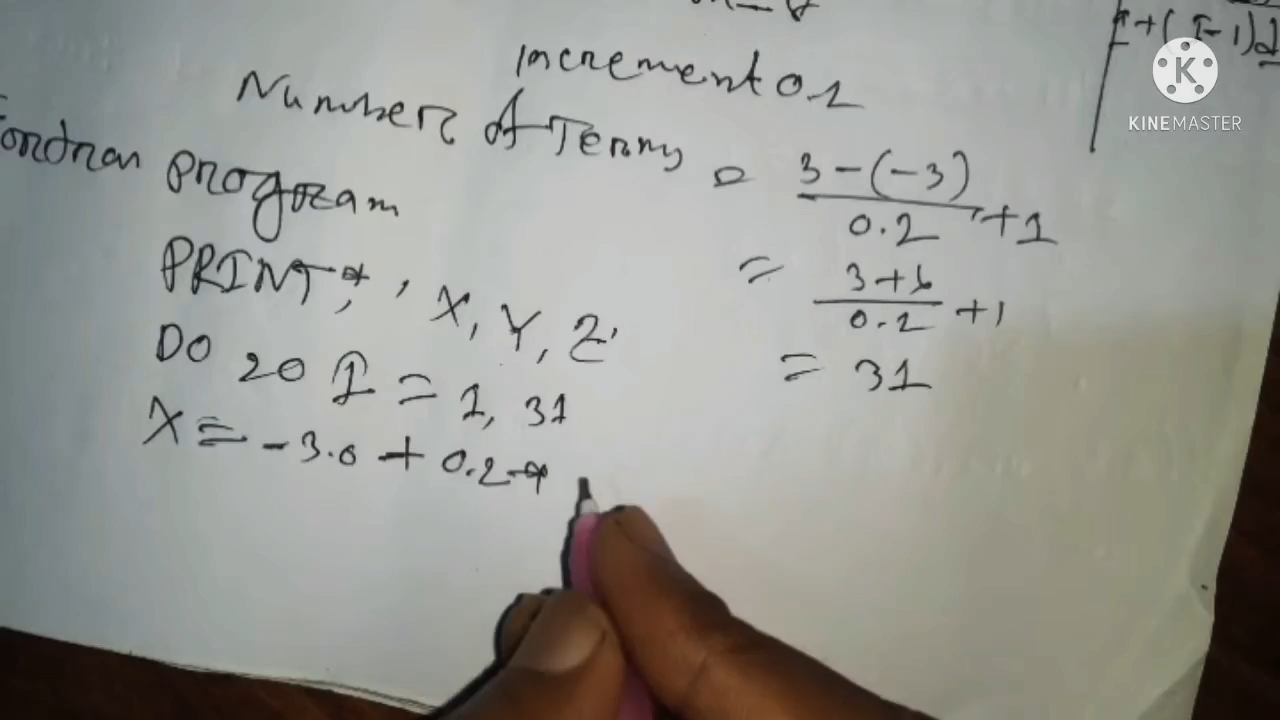 F+(I-1)d
Increment 0.2
Number of Terms = 3-(-3)/0.2 +1
= 3+6/0.2 +1
= 31
Fortran program
PRINT*, 'X, Y, Z'
DO 20 I = 1, 31
X = -3.0 + 0.2*
KINEMASTER